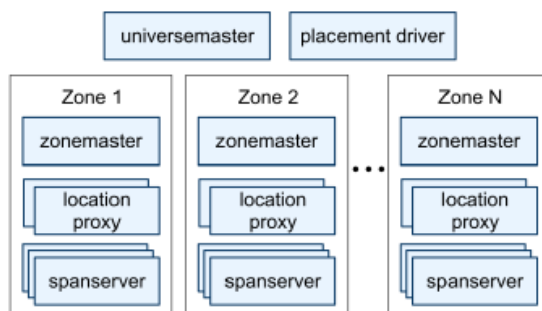 universemaster placement driver
Zone 1 Zone 2 Zone N
zonemaster zonemaster zonemaster
...
location location location
proxy proxy proxy
spanserver spanserver spanserver